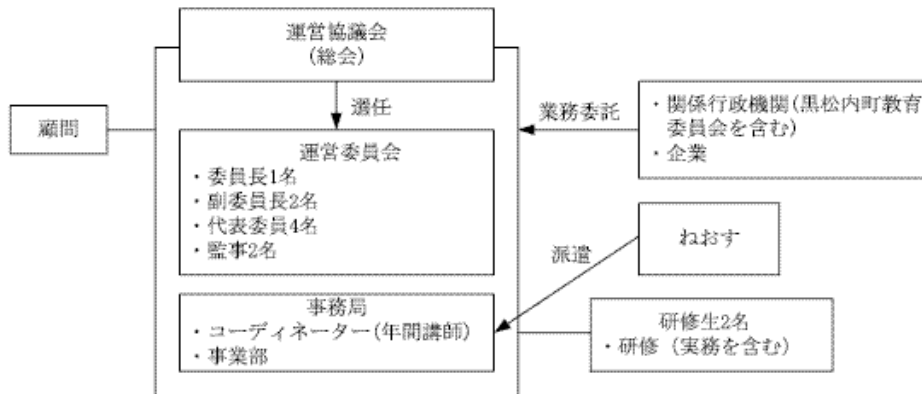 運営協議会
(総会)
選任
顧問
業務委託
・関係行政機関(黒松内町教育
委員会を含む)
・企業
運営委員会
・委員長1名
・副委員長2名
・代表委員4名
・監事2名
ねおす
派遣
事務局
・コーディネーター(年間講師)
・事業部
研修生2名
・研修(実務を含む)